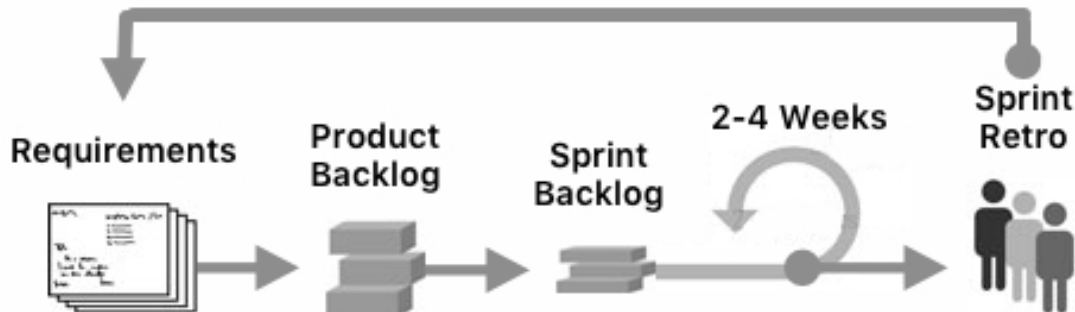 Requirements
Product
Backlog
Sprint
Backlog
2-4 Weeks
Sprint
Retro